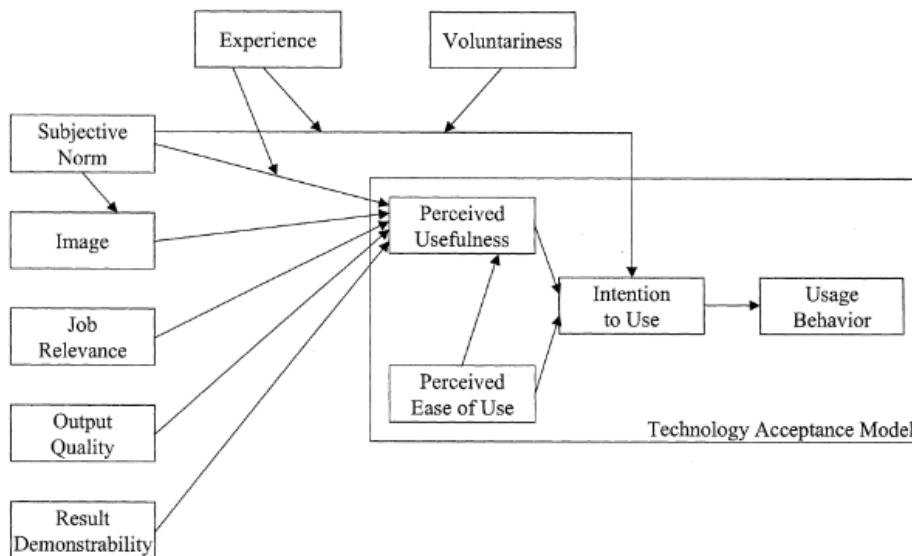 Experience
Voluntariness
Subjective
Norm
Image
Perceived
Usefulness
Job
Relevance
Intention
to Use
Usage
Behavior
Perceived
Ease of Use
Output
Quality
Technology Acceptance Model
Result
Demonstrability